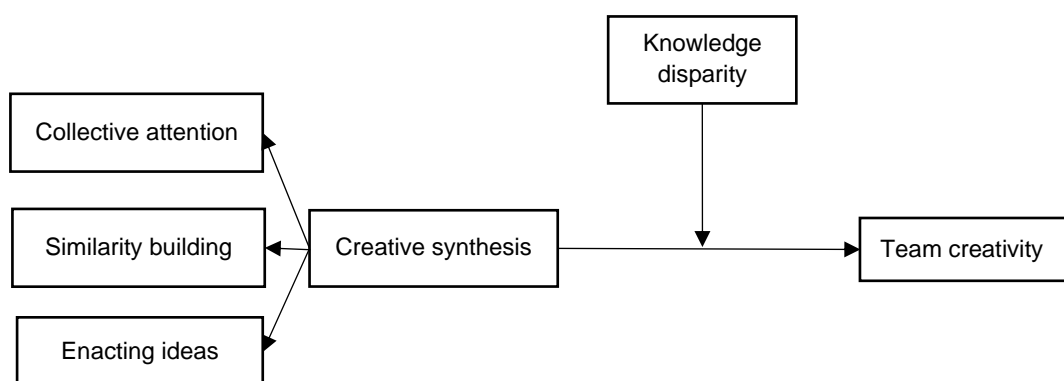 Knowledge
disparity
Collective attention
Similarity building
Creative synthesis
Team creativity
Enacting ideas